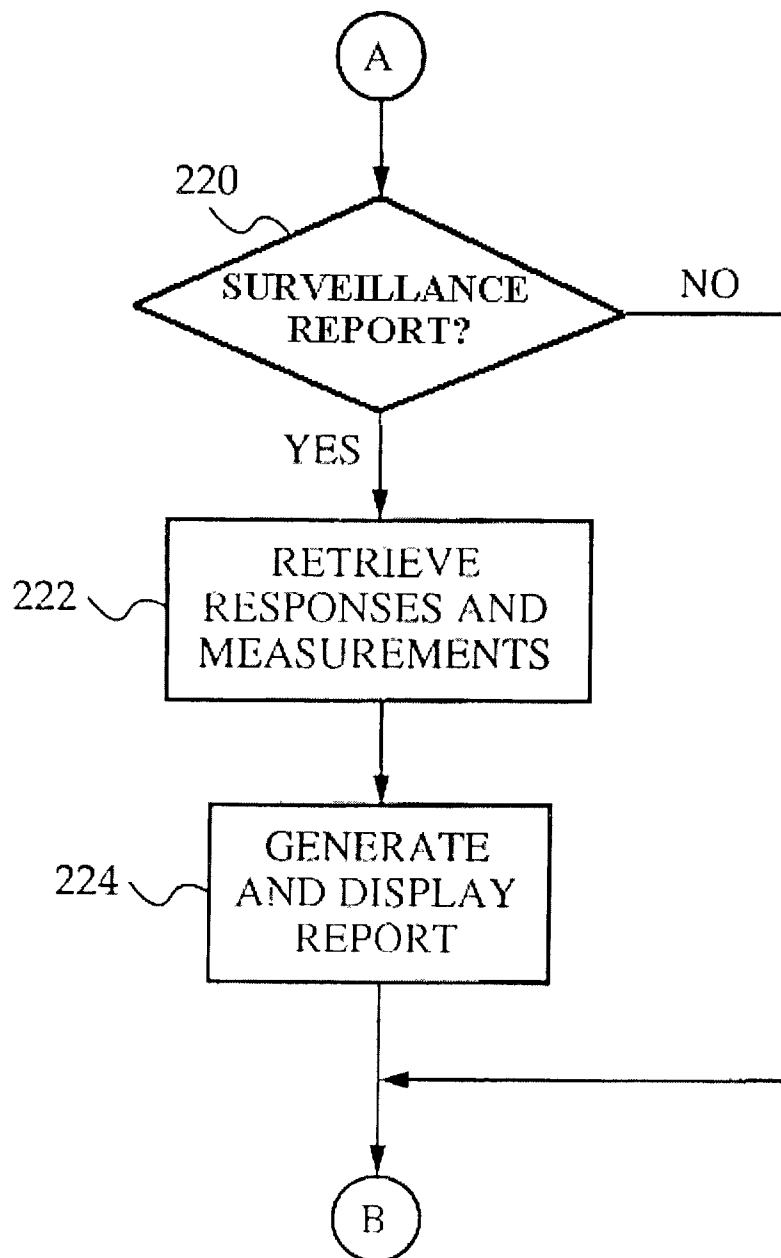 A
220
SURVEILLANCE
REPORT?
NO
YES
222
RETRIEVE
RESPONSES AND
MEASUREMENTS
224
GENERATE
AND DISPLAY
REPORT
B